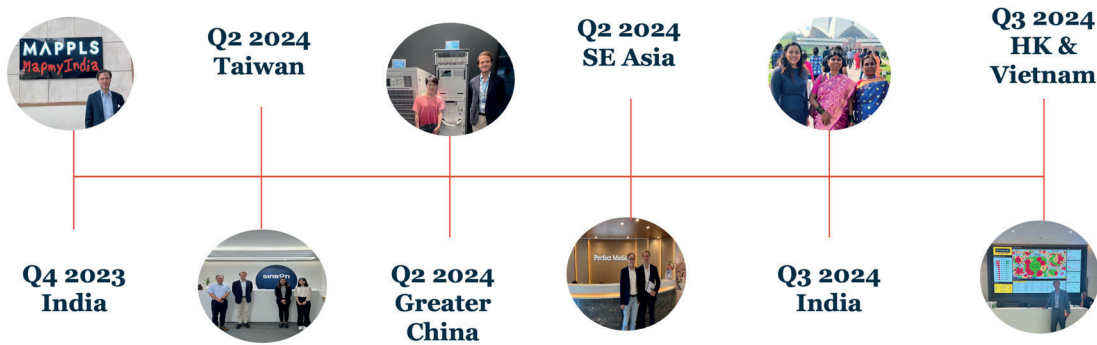 MAPPLS
MapmyIndia
Q2 2024
Taiwan
Q2 2024
SE Asia
Q3 2024
HK &
Vietnam
Q4 2023
India
SINBON
Q2 2024
Greater
China
Perfect Medical
Q3 2024
India